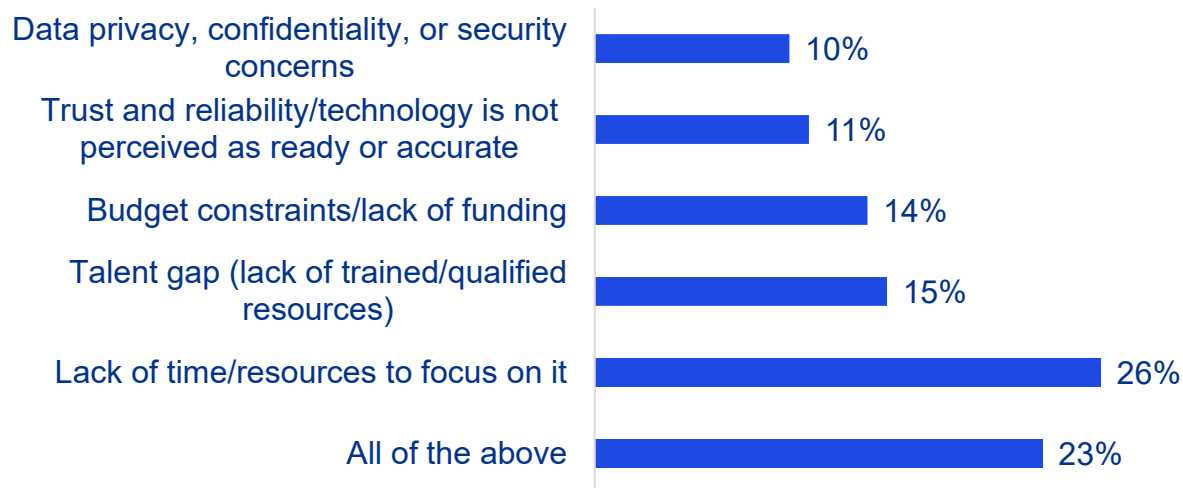 Data privacy, confidentiality, or security
concerns
10%
Trust and reliability/technology is not
perceived as ready or accurate
11%
Budget constraints/lack of funding
14%
Talent gap (lack of trained/qualified
resources)
15%
Lack of time/resources to focus on it
26%
All of the above
23%